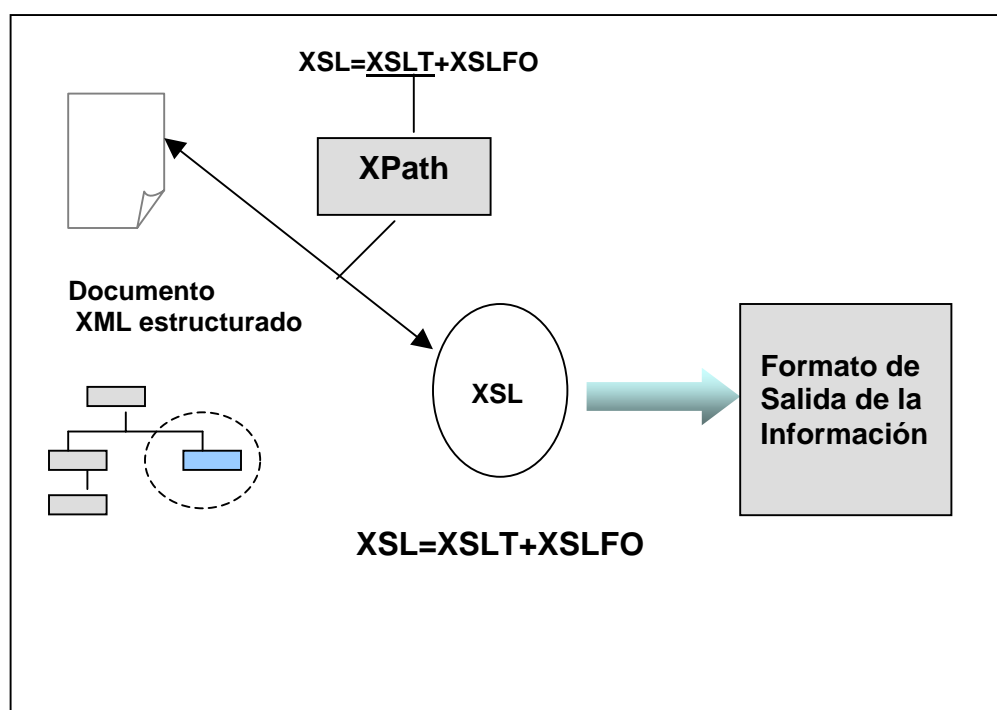 XSL=XSLT+XSLFO
XPath
Documento
XML estructurado
XSL
Formato de
Salida de la
Información
XSL=XSLT+XSLFO